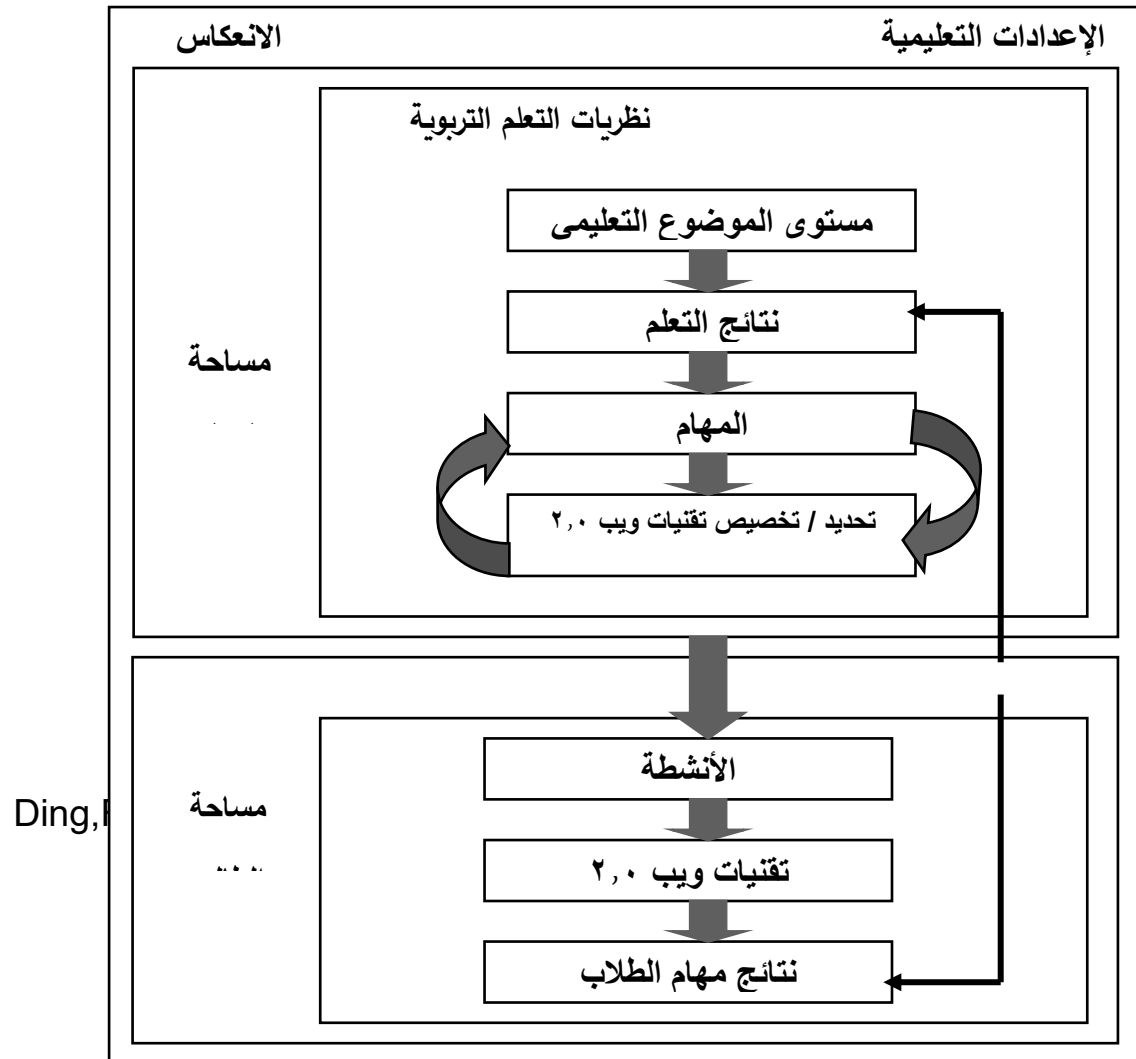 الإعدادات التعليمية
الانعكاس
نظريات التعلم التربوية
مستوى الموضوع التعليمى
نتائج التعلم
مساحة
المهام
تحديد / تخصيص تقنيات ويب ٢,٠
الأنشطة
مساحة
Ding,
تقنيات ويب ٢,٠
نتائج مهام الطلاب